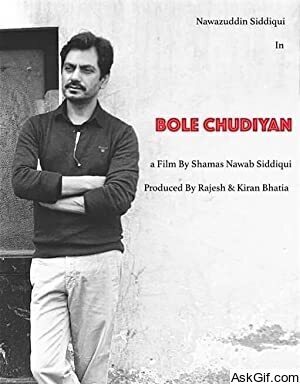 Nawazuddin Siddiqui
In
BOLE CHUDIYAN
a Film By Shamas Nawab Siddiqui
Produced By Rajesh & Kiran Bhatia
AskGif.com